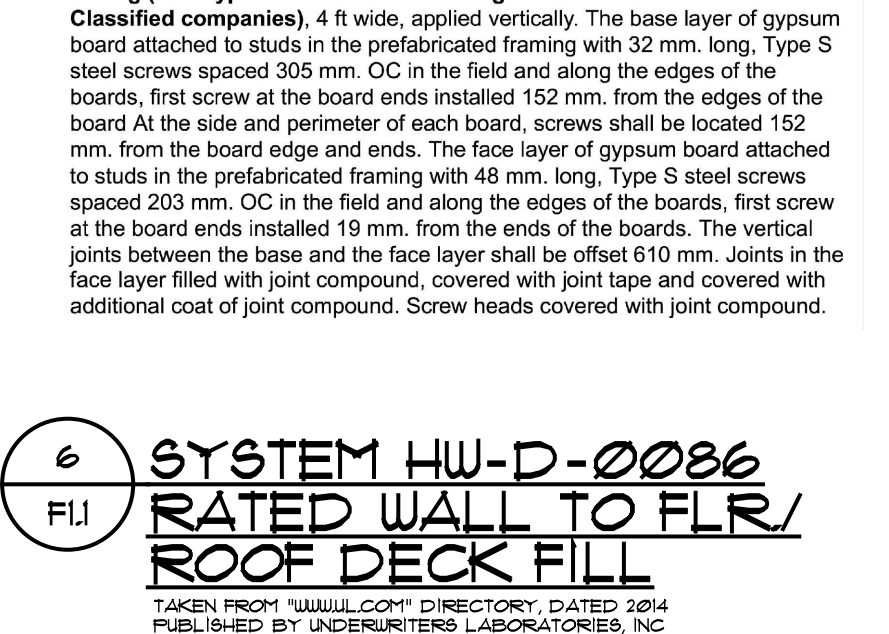 Classified companies), 4 ft wide, applied vertically. The base layer of gypsum
board attached to studs in the prefabricated framing with 32 mm. long, Type S
steel screws spaced 305 mm. OC in the field and along the edges of the
boards, first screw at the board ends installed 152 mm. from the edges of the
board At the side and perimeter of each board, screws shall be located 152
mm. from the board edge and ends. The face layer of gypsum board attached
to studs in the prefabricated framing with 48 mm. long, Type S steel screws
spaced 203 mm. OC in the field and along the edges of the boards, first screw
at the board ends installed 19 mm. from the ends of the boards. The vertical
joints between the base and the face layer shall be offset 610 mm. Joints in the
face layer filled with joint compound, covered with joint tape and covered with
additional coat of joint compound. Screw heads covered with joint compound.
6
F1.1
SYSTEM HW-D-0086
RATED WALL TO FLR./
ROOF DECK FILL
TAKEN FROM "WWW.UL.COM" DIRECTORY, DATED 2014
PUBLISHED BY UNDERWRITERS LABORATORIES, INC